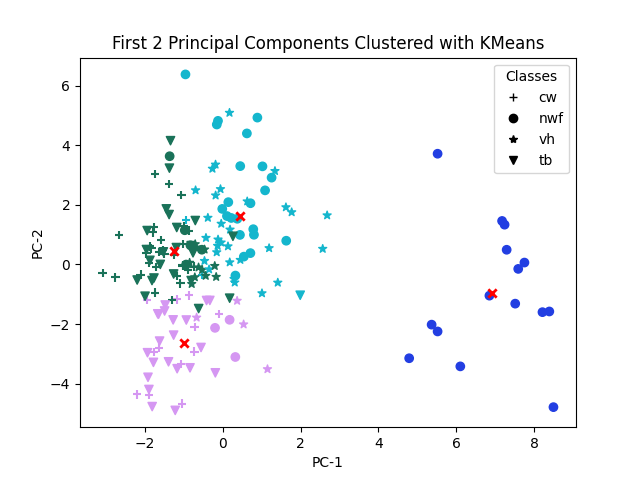 First 2 Principal Components Clustered with KMeans
Classes
cw
nwf
vh
tb
6
4
2
0
−2
−4
PC-2
−2
0
2
4
6
8
PC-1